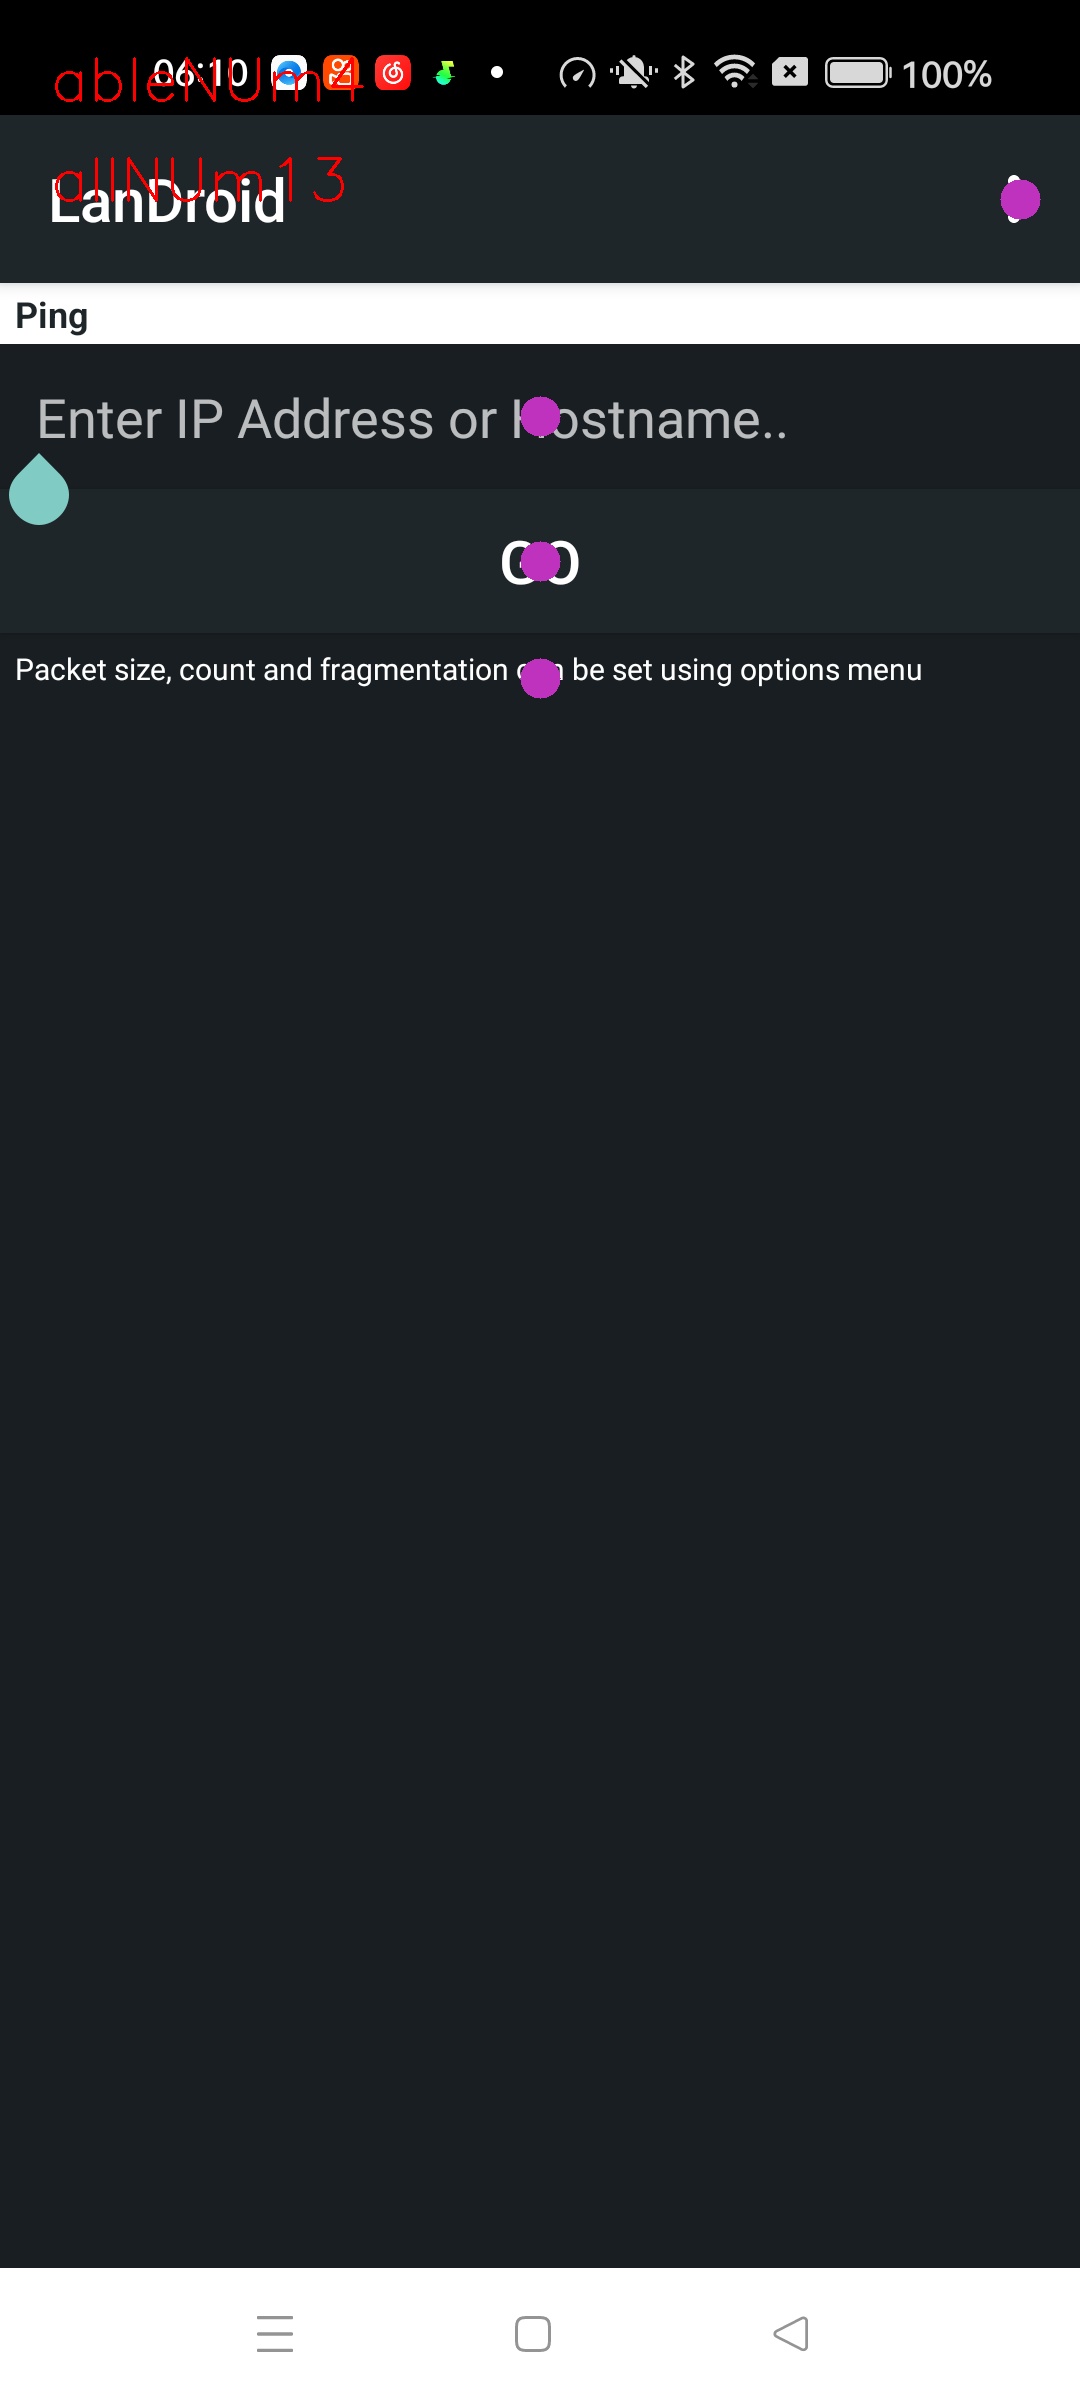 06:10 100%
ableNUm4
allNUm13
LanDroid
Ping
Enter IP Address or Hostname..
GO
Packet size, count and fragmentation can be set using options menu